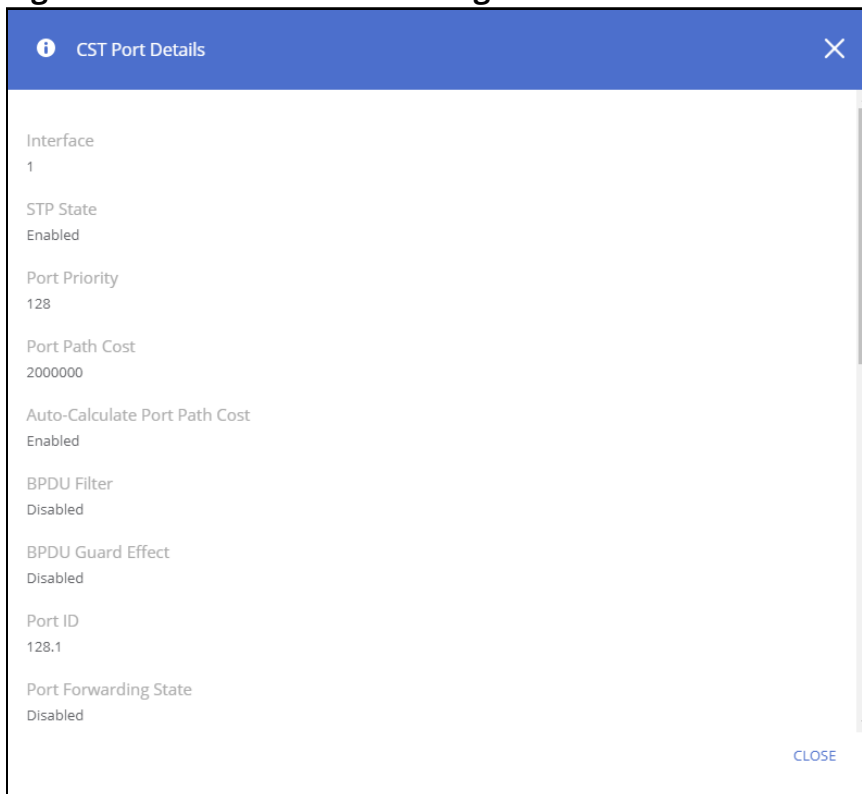 CST Port Details
Interface
1
STP State
Enabled
Port Priority
128
Port Path Cost
2000000
Auto-Calculate Port Path Cost
Enabled
BPDU Filter
Disabled
BPDU Guard Effect
Disabled
Port ID
128.1
Port Forwarding State
Disabled
CLOSE